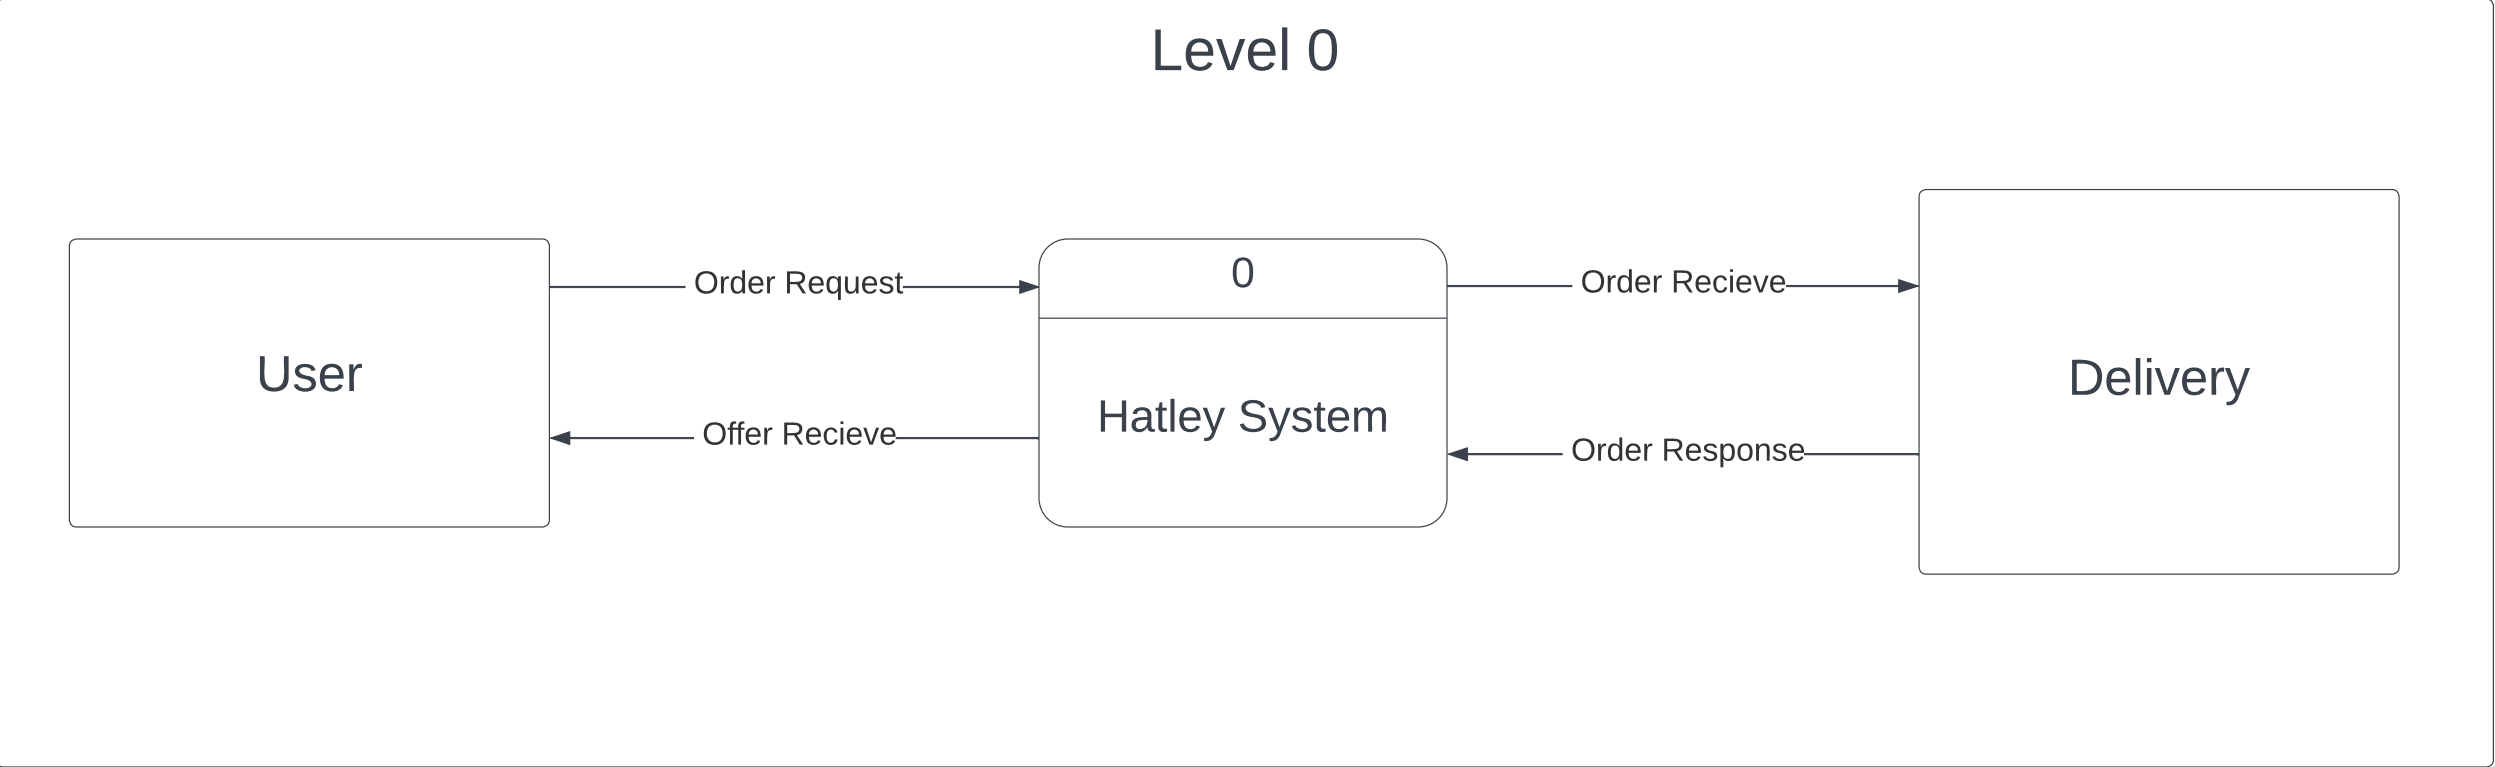 Level 0
User
Order Request
Offer Recieve
0
Hatley System
Order Recieve
Order Response
Delivery